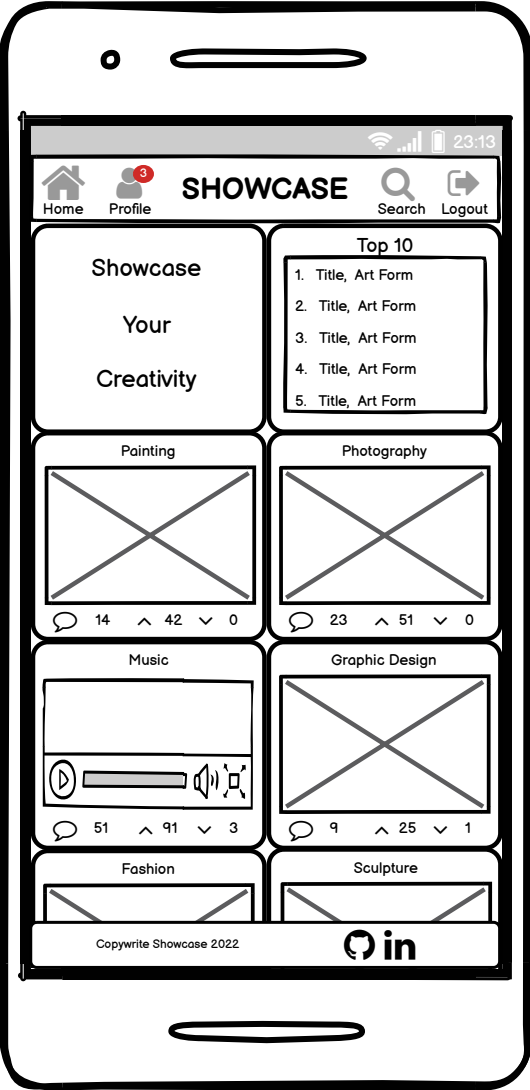 23:13
3
SHOWCASE
Home Profile Search Logout
Showcase
Your
Creativity
Top 10
1. Title, Art Form
2. Title, Art Form
3. Title, Art Form
4. Title, Art Form
5. Title, Art Form
Painting
14 42 0
Photography
23 51 0
Music
51 91 3
Graphic Design
9 25 1
Fashion
Sculpture
Copywrite Showcase 2022
in